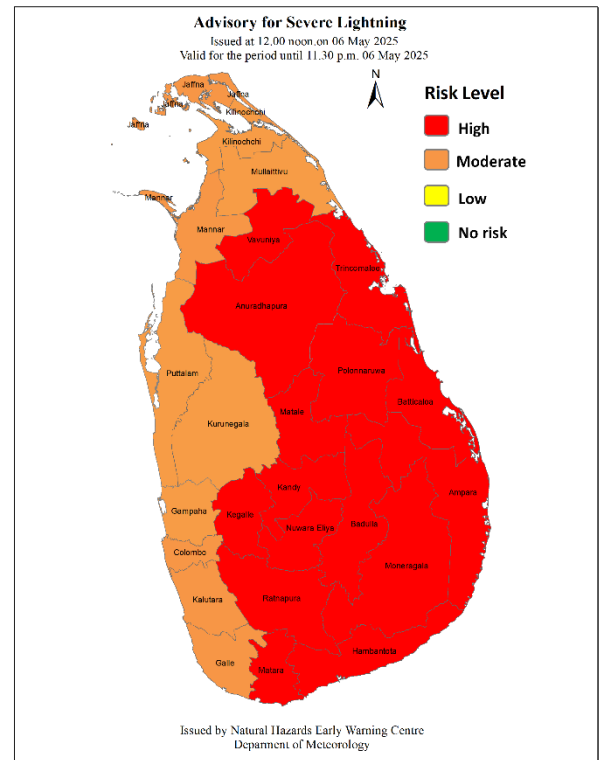 Advisory for Severe Lightning
Issued at 12.00 noon.on 06 May 2025
Valid for the period until 11.30 p.m. 06 May 2025
N
Risk Level
High
Moderate
Low
No risk
Jaffna
Jaffna
Jaffna
Kilinochchi
Jaffna
Kilinochchi
Mullaittivu
Mannar
Mannar
Vavuniya
Trincomalee
Anuradhapura
Puttalam
Polonnaruwa
Matale
Batticaloa
Kurunegala
Kandy
Ampara
Gampaha
Kegalle
Nuwara Eliya
Badulla
Colombo
Moneragala
Kalutara
Ratnapura
Hambantota
Galle
Matara
Issued by Natural Hazards Early Warning Centre
Deparment of Meteorology